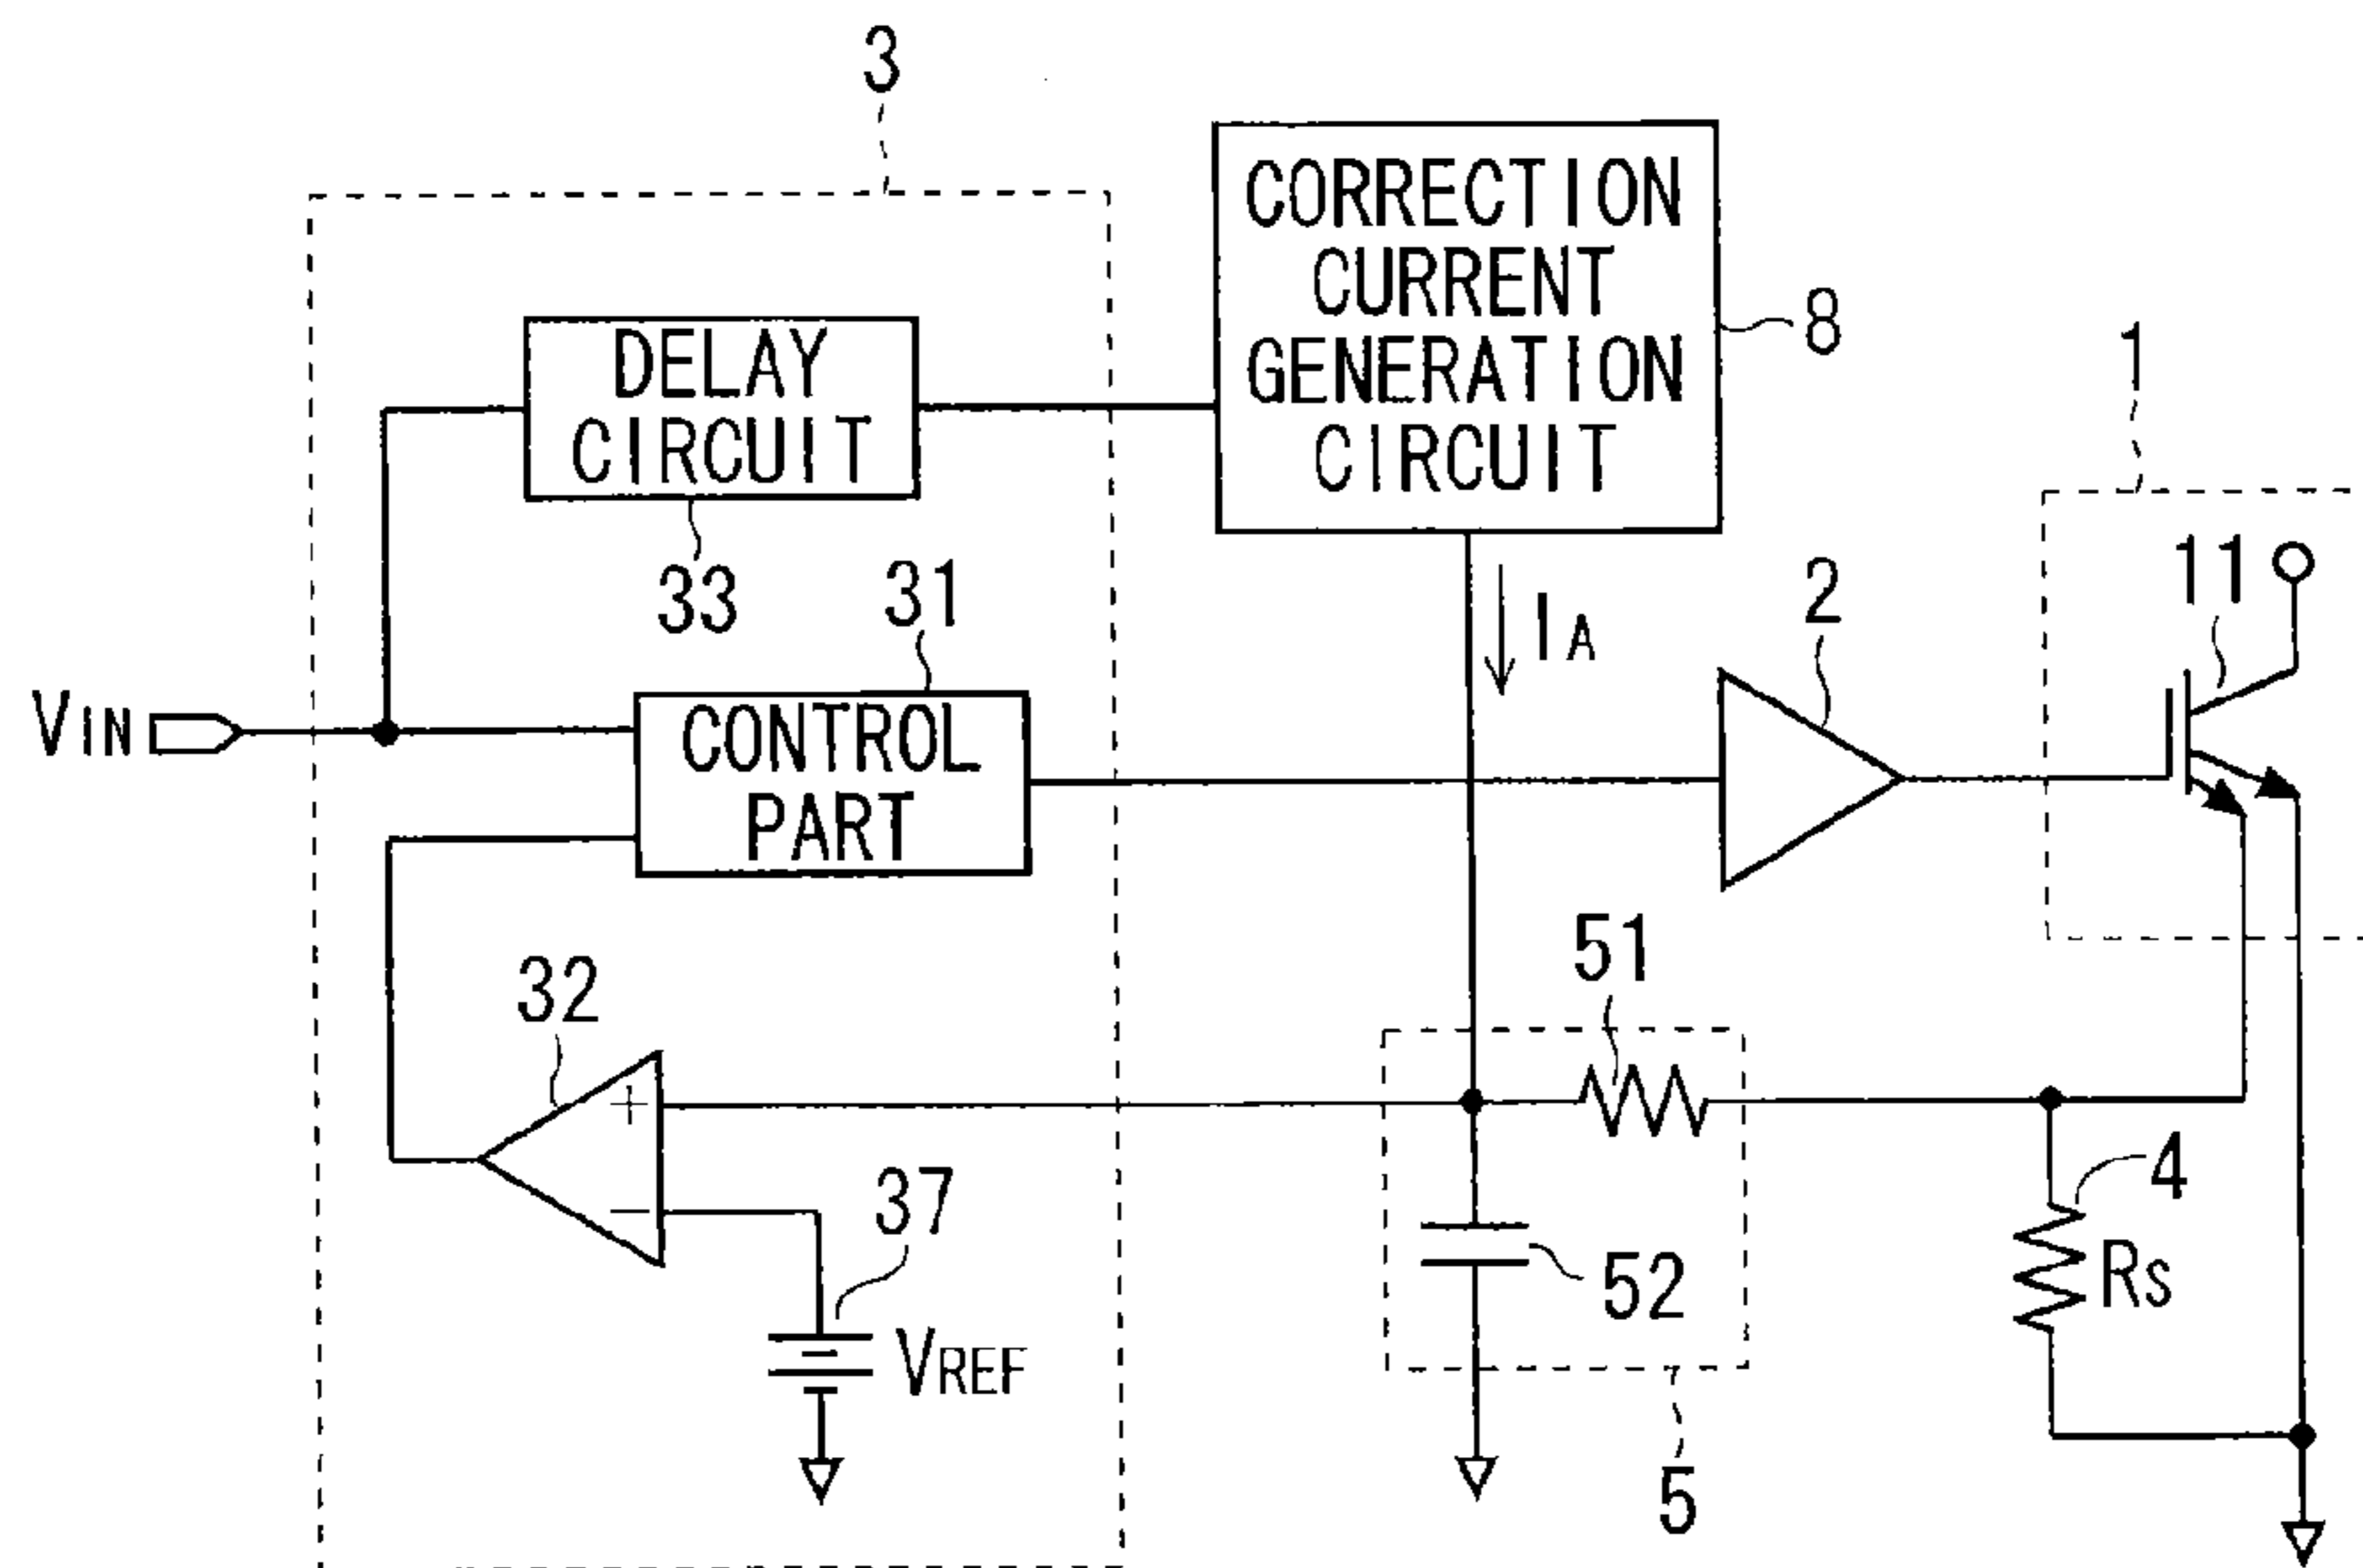 3
CORRECTION
CURRENT
GENERATION
CIRCUIT
8
DELAY
CIRCUIT
33
1
11
31
IA
2
VIN
CONTROL
PART
32
51
37
4
52
RS
VREF
5
+
−